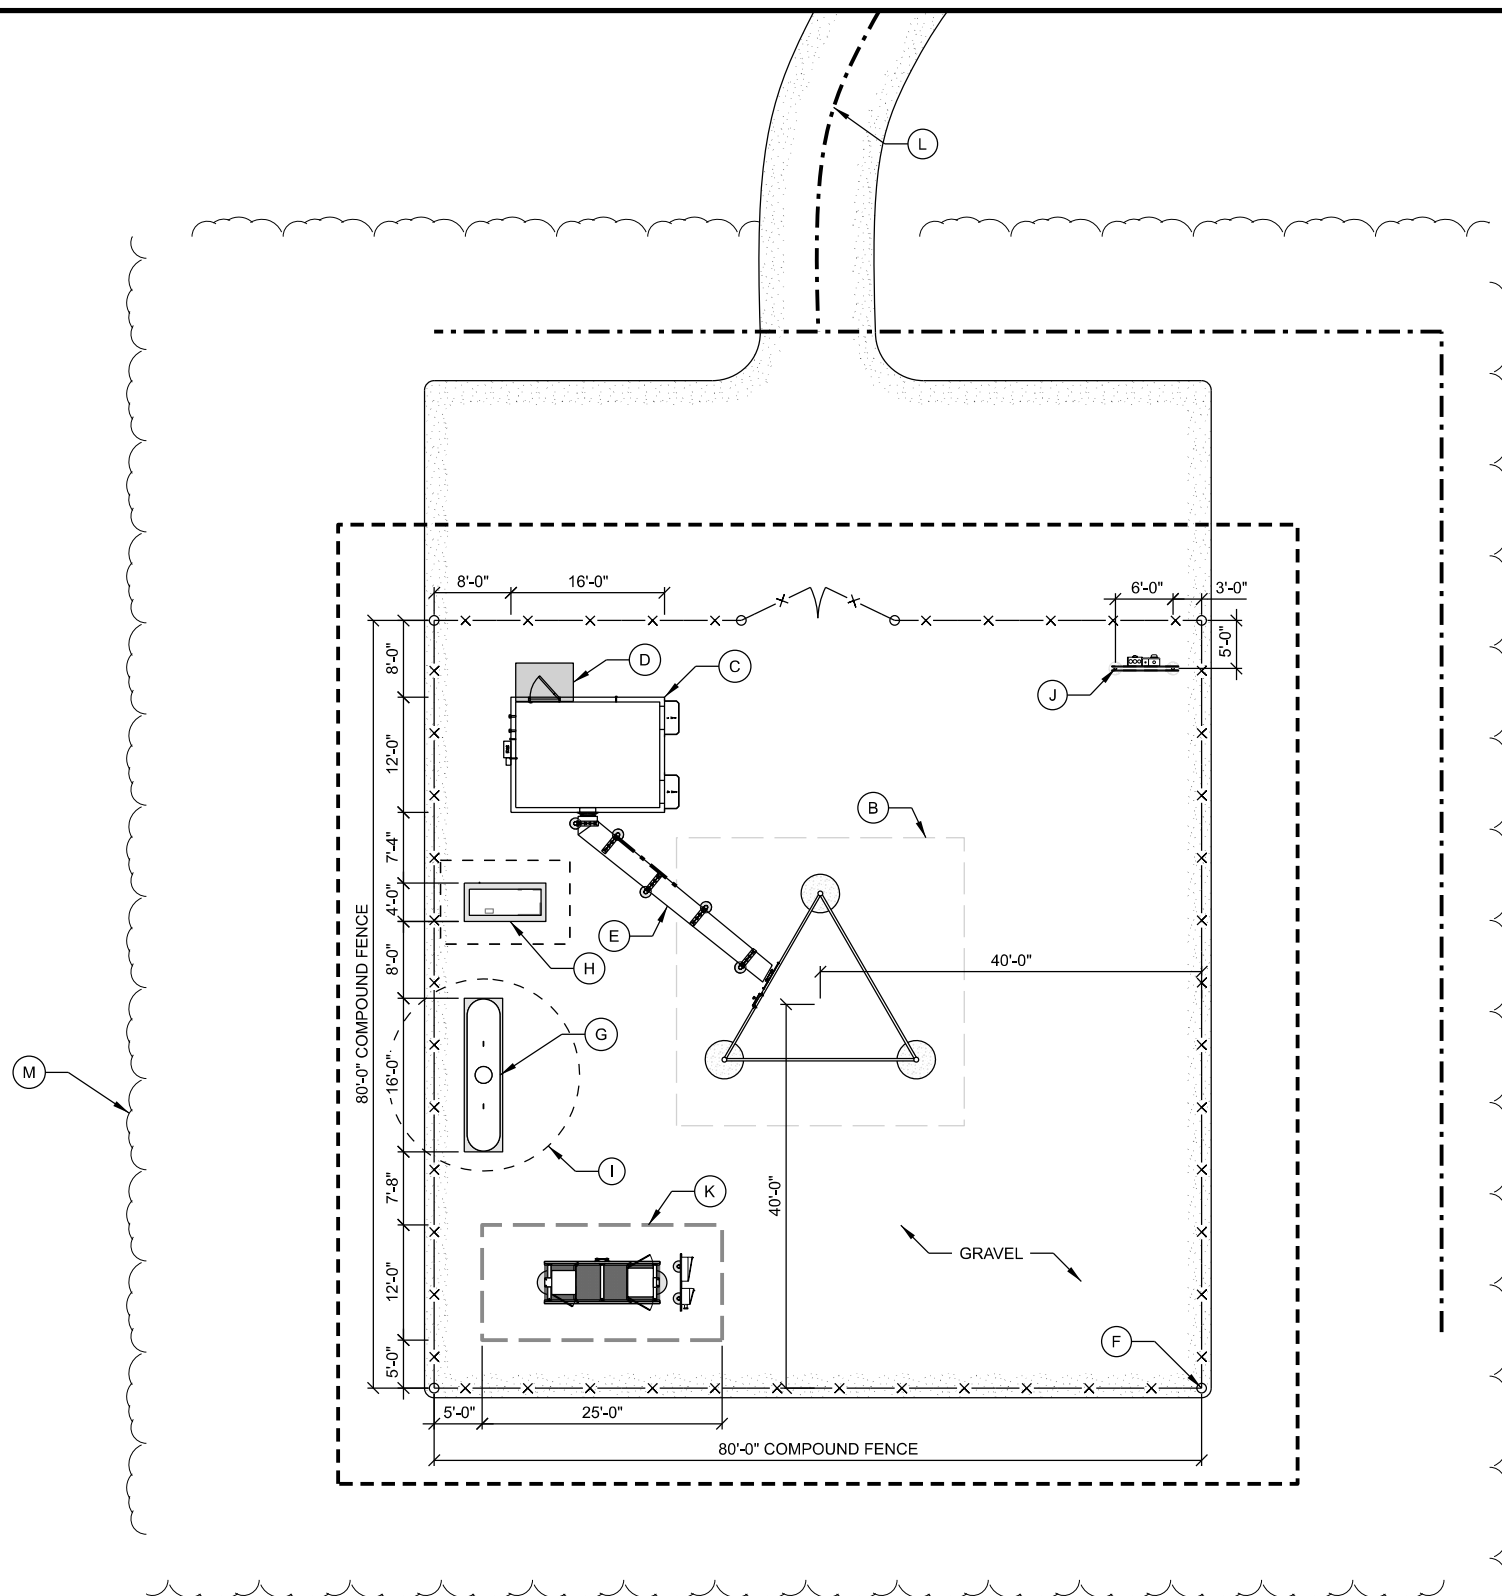 L
8'-0"
16'-0"
6'-0"
3'-0"
5'-0"
D
C
J
8'-0"
12'-0"
B
7'-4"
4'-0"
E
H
80'-0" COMPOUND FENCE
8'-0"
40'-0"
G
16'-0"
M
I
7'-8"
K
40'-0"
GRAVEL
12'-0"
F
5'-0"
5'-0"
25'-0"
80'-0" COMPOUND FENCE